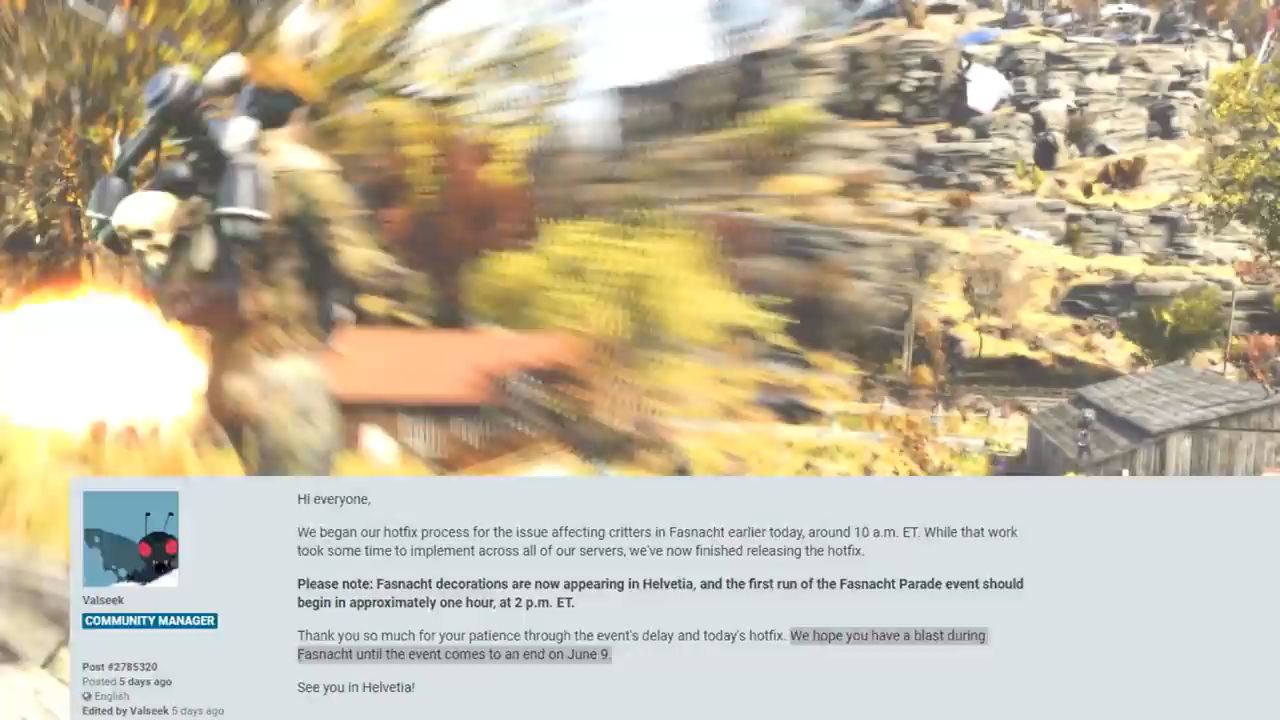 Hi everyone,
We began our hotfix process for the issue affecting critters in Fasnacht earlier today, around 10 a.m. ET. While that work
took some time to implement across all of our servers, we've now finished releasing the hotfix.
Please note: Fasnacht decorations are now appearing in Helvetia, and the first run of the Fasnacht Parade event should
begin in approximately one hour, at 2 p.m. ET.
Thank you so much for your patience through the event's delay and today's hotfix. We hope you have a blast during
Fasnacht until the event comes to an end on June 9.
See you in Helvetia!
Valseek
COMMUNITY MANAGER
Post #2785320
Posted 5 days ago
English
Edited by Valseek 5 days ago